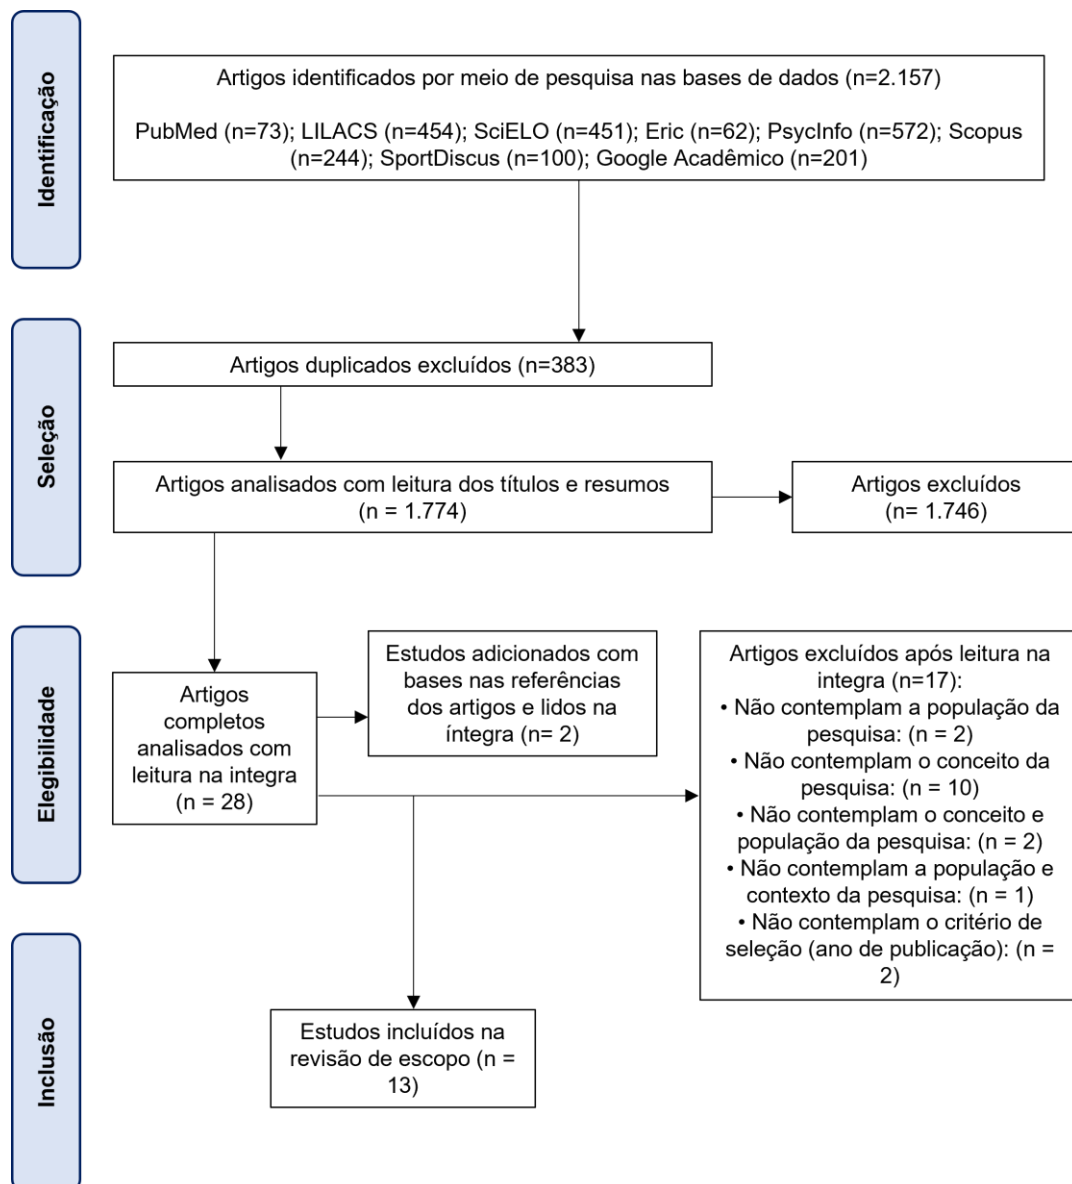 Identificação
Artigos identificados por meio de pesquisa nas bases de dados (n=2.157)
PubMed (n=73); LILACS (n=454); SciELO (n=451); Eric (n=62); PsycInfo (n=572); Scopus
(n=244); SportDiscus (n=100); Google Acadêmico (n=201)
Seleção
Artigos duplicados excluídos (n=383)
Artigos analisados com leitura dos títulos e resumos
(n = 1.774)
Artigos excluídos
(n= 1.746)
Elegibilidade
Artigos
completos
analisados com
leitura na integra
(n = 28)
Estudos adicionados com
bases nas referências
dos artigos e lidos na
íntegra (n= 2)
Artigos excluídos após leitura na
integra (n=17):
• Não contemplam a população da
pesquisa: (n = 2)
• Não contemplam o conceito da
pesquisa: (n = 10)
• Não contemplam o conceito e
população da pesquisa: (n = 2)
• Não contemplam a população e
contexto da pesquisa: (n = 1)
• Não contemplam o critério de
seleção (ano de publicação): (n =
2)
Inclusão
Estudos incluídos na
revisão de escopo (n =
13)